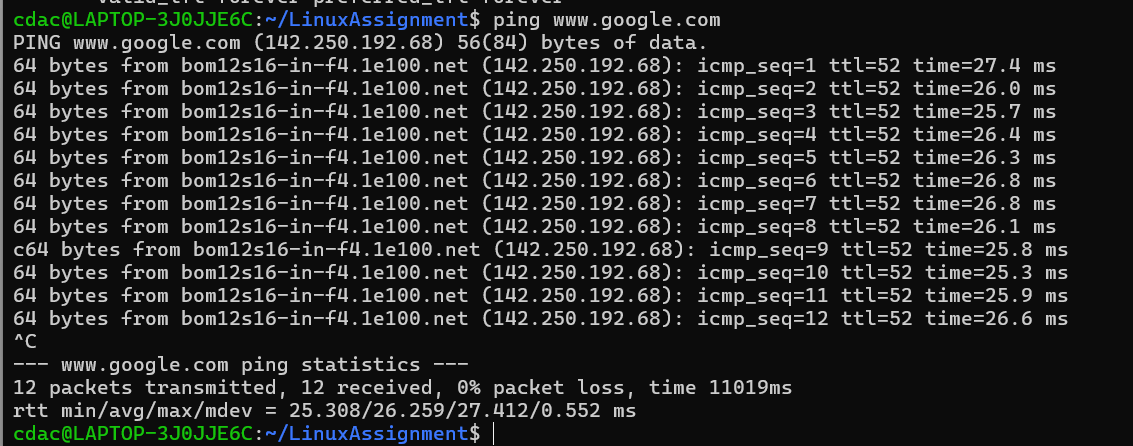 valid_lft forever preferred_lft forever
cdac@LAPTOP-3J0JJE6C:~/LinuxAssignment$ ping www.google.com
PING www.google.com (142.250.192.68) 56(84) bytes of data.
64 bytes from bom12s16-in-f4.1e100.net (142.250.192.68): icmp_seq=1 ttl=52 time=27.4 ms
64 bytes from bom12s16-in-f4.1e100.net (142.250.192.68): icmp_seq=2 ttl=52 time=26.0 ms
64 bytes from bom12s16-in-f4.1e100.net (142.250.192.68): icmp_seq=3 ttl=52 time=25.7 ms
64 bytes from bom12s16-in-f4.1e100.net (142.250.192.68): icmp_seq=4 ttl=52 time=26.4 ms
64 bytes from bom12s16-in-f4.1e100.net (142.250.192.68): icmp_seq=5 ttl=52 time=26.3 ms
64 bytes from bom12s16-in-f4.1e100.net (142.250.192.68): icmp_seq=6 ttl=52 time=26.8 ms
64 bytes from bom12s16-in-f4.1e100.net (142.250.192.68): icmp_seq=7 ttl=52 time=26.8 ms
64 bytes from bom12s16-in-f4.1e100.net (142.250.192.68): icmp_seq=8 ttl=52 time=26.1 ms
c64 bytes from bom12s16-in-f4.1e100.net (142.250.192.68): icmp_seq=9 ttl=52 time=25.8 ms
64 bytes from bom12s16-in-f4.1e100.net (142.250.192.68): icmp_seq=10 ttl=52 time=25.3 ms
64 bytes from bom12s16-in-f4.1e100.net (142.250.192.68): icmp_seq=11 ttl=52 time=25.9 ms
64 bytes from bom12s16-in-f4.1e100.net (142.250.192.68): icmp_seq=12 ttl=52 time=26.6 ms
^C
--- www.google.com ping statistics ---
12 packets transmitted, 12 received, 0% packet loss, time 11019ms
rtt min/avg/max/mdev = 25.308/26.259/27.412/0.552 ms
cdac@LAPTOP-3J0JJE6C:~/LinuxAssignment$